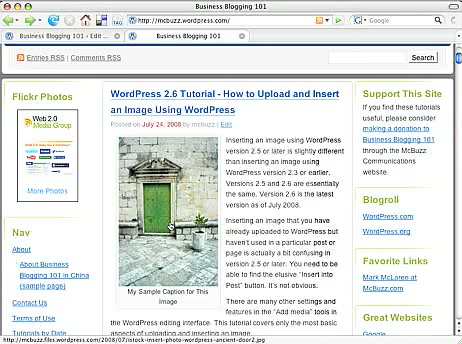 Business Blogging 101
http://mcbuzz.wordpress.com/
Google
Business Blogging 101 › Edit ...
Business Blogging 101
Entries RSS | Comments RSS
Search
Flickr Photos
Web 2.0
Media Group
More Photos
Nav
About
About Business
Blogging 101 in China
(sample page)
Contact Us
Terms of Use
Tutorials by Date
WordPress 2.6 Tutorial - How to Upload and Insert
an Image Using WordPress
Posted on July 24, 2008 by mcbuzz | Edit
My Sample Caption for This
Image
Inserting an image using WordPress
version 2.5 or later is slightly different
than inserting an image using
WordPress version 2.3 or earlier.
Versions 2.5 and 2.6 are essentially
the same. Version 2.6 is the latest
version as of July 2008.
Inserting an image that you have
already uploaded to WordPress but
haven't used in a particular post or
page is actually a bit confusing in
version 2.5 or later. You need to be
able to find the elusive "Insert into
Post" button. It's not obvious.
There are many other settings and
features in the "Add media" tools in
the WordPress editing interface. This tutorial covers only the most basic
aspects of uploading and inserting an image.
Support This Site
If you find these tutorials
useful, please consider
making a donation to
Business Blogging 101
through the McBuzz
Communications
website.
Blogroll
WordPress.com
WordPress.org
Favorite Links
Mark McLaren at
McBuzz.com
Great Resources
Google
http://mcbuzz.files.wordpress.com/2008/07/istock-insert-photo-wordpress-ancient-door2.jpg